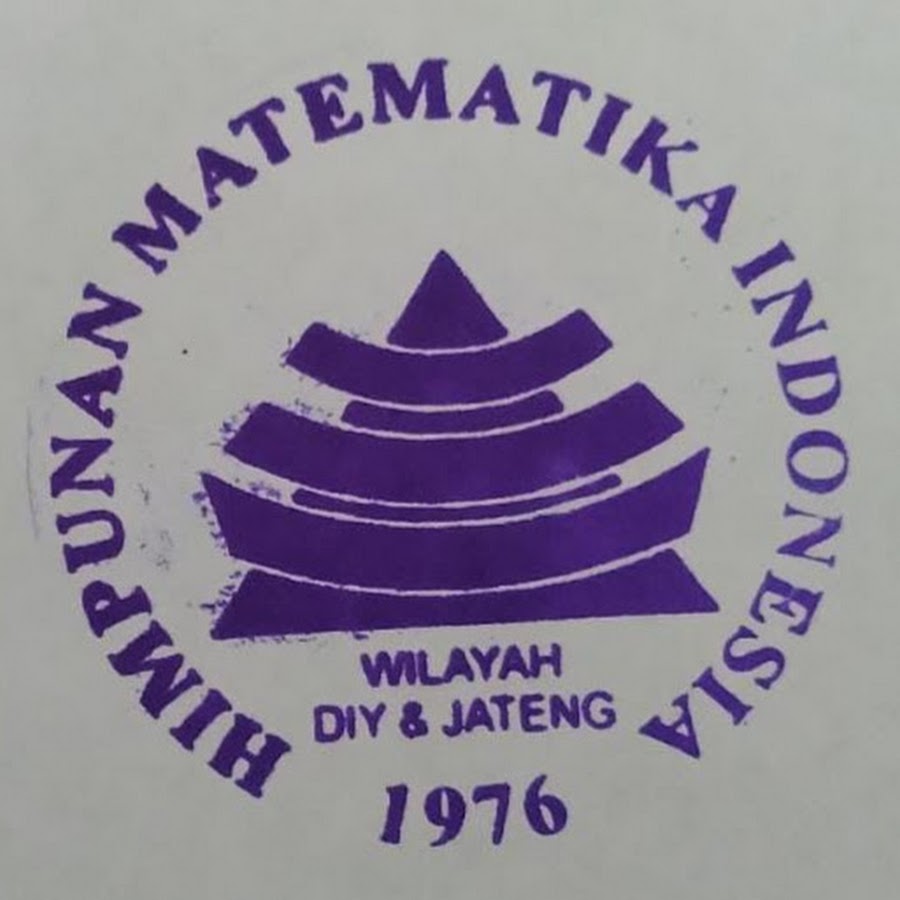 HIMPUNAN MATEMATIKA INDONESIA
WILAYAH
DIY & JATENG
1976